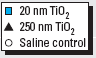 20 nm TiO₂
250 nm TiO₂
Saline control